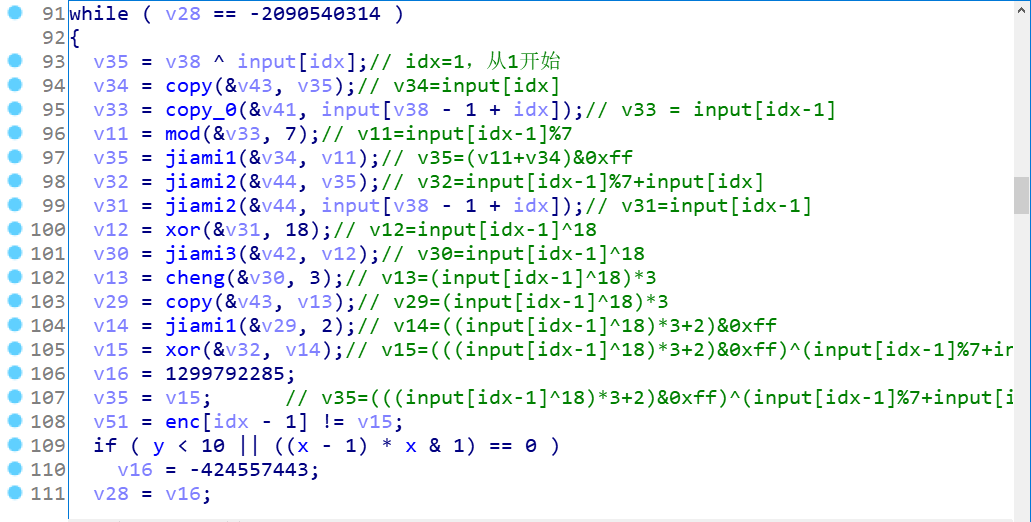 91 while ( v28 == -2090540314 )
92 {
93 v35 = v38 ^ input[idx];// idx=1，从1开始
94 v34 = copy(&v43, v35);// v34=input[idx]
95 v33 = copy_0(&v41, input[v38 - 1 + idx]);// v33 = input[idx-1]
96 v11 = mod(&v33, 7);// v11=input[idx-1]%7
97 v35 = jiami1(&v34, v11);// v35=(v11+v34)&0xff
98 v32 = jiami2(&v44, v35);// v32=input[idx-1]%7+input[idx]
99 v31 = jiami2(&v44, input[v38 - 1 + idx]);// v31=input[idx-1]
100 v12 = xor(&v31, 18);// v12=input[idx-1]^18
101 v30 = jiami3(&v42, v12);// v30=input[idx-1]^18
102 v13 = cheng(&v30, 3);// v13=(input[idx-1]^18)*3
103 v29 = copy(&v43, v13);// v29=(input[idx-1]^18)*3
104 v14 = jiami1(&v29, 2);// v14=((input[idx-1]^18)*3+2)&0xff
105 v15 = xor(&v32, v14);// v15=(((input[idx-1]^18)*3+2)&0xff)^(input[idx-1]%7+in
106 v16 = 1299792285;
107 v35 = v15; // v35=(((input[idx-1]^18)*3+2)&0xff)^(input[idx-1]%7+input[i
108 v51 = enc[idx - 1] != v15;
109 if ( y < 10 || ((x - 1) * x & 1) == 0 )
110 v16 = -424557443;
111 v28 = v16;